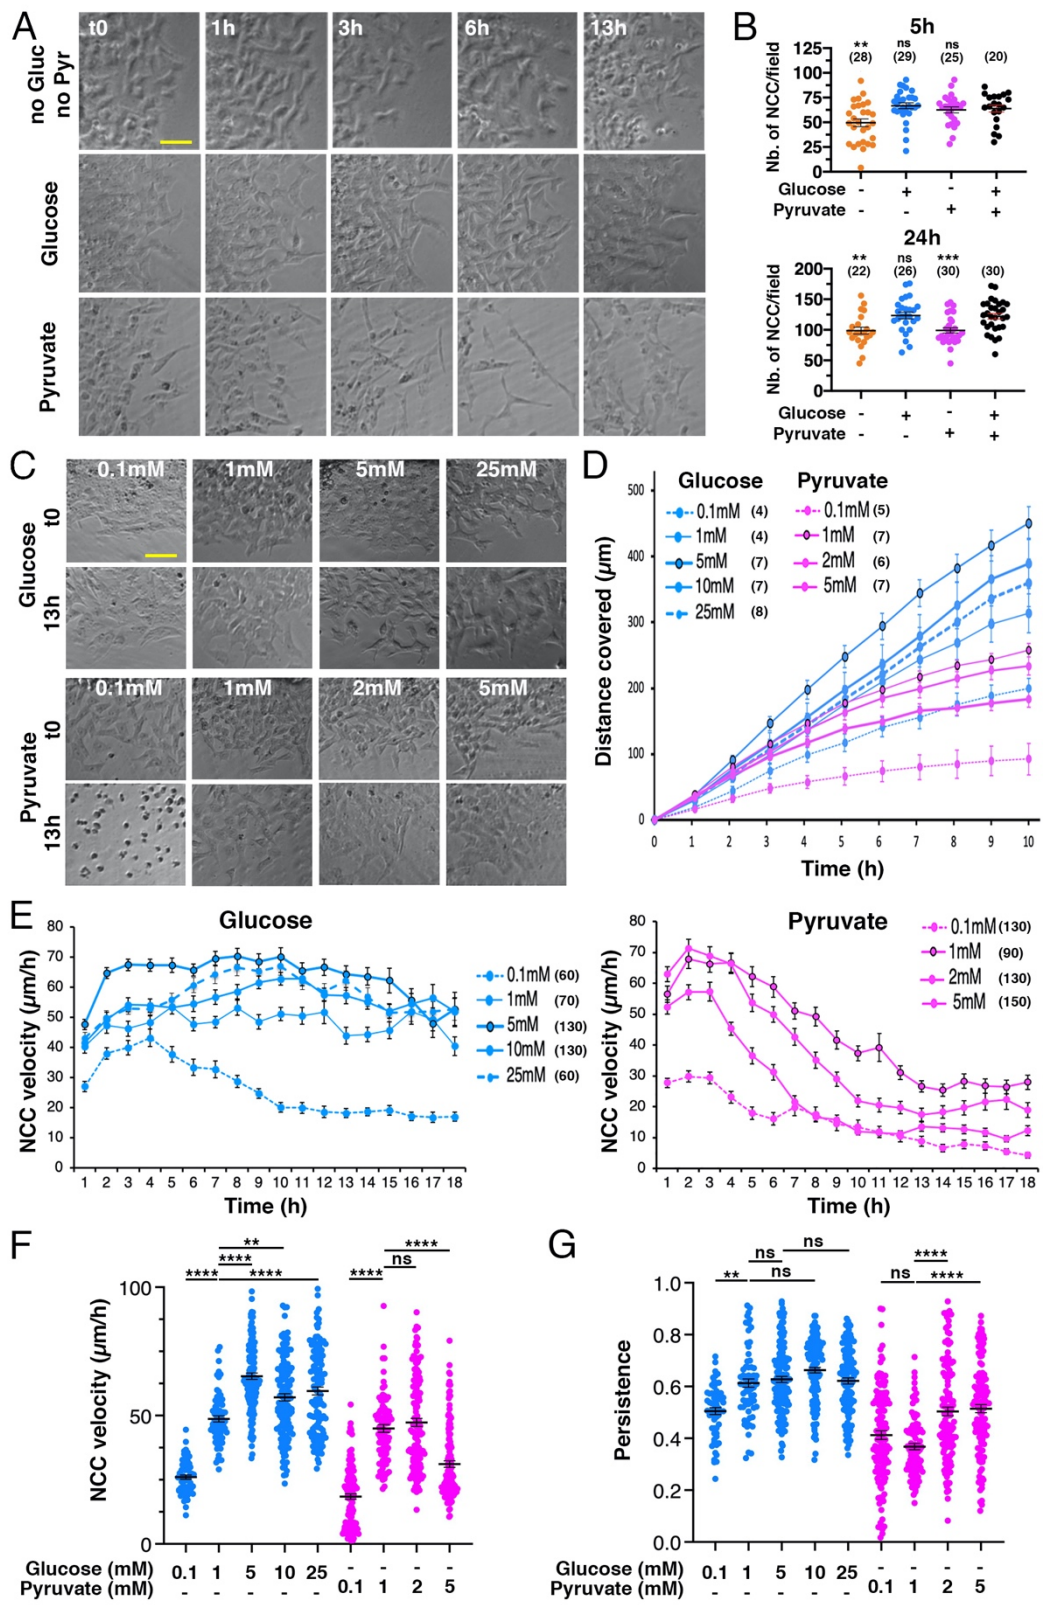 A
t0 1h 3h 6h 13h
no Gluc
no Pyr
Glucose
Pyruvate
B
5h
** ns ns
(28) (29) (25) (20)
Nb. of NCC/field
125
100
75
50
25
0
Glucose - + - +
Pyruvate - - + +
24h
** ns ***
(22) (26) (30) (30)
Nb. of NCC/field
200
150
100
50
0
Glucose - + - +
Pyruvate - - + +
C
0.1mM 1mM 5mM 25mM
Glucose
t0
13h
0.1mM 1mM 2mM 5mM
Pyruvate
t0
13h
D
Glucose Pyruvate
0.1mM (4) 0.1mM (5)
1mM (4) 1mM (7)
5mM (7) 2mM (6)
10mM (7) 5mM (7)
25mM (8)
Distance covered (µm)
500
400
300
200
100
0
0 1 2 3 4 5 6 7 8 9 10
Time (h)
E
Glucose
NCC velocity (µm/h)
80
70
60
50
40
30
20
10
0
1 2 3 4 5 6 7 8 9 10 11 12 13 14 15 16 17 18
Time (h)
0.1mM (60)
1mM (70)
5mM (130)
10mM (130)
25mM (60)
Pyruvate
NCC velocity (µm/h)
80
70
60
50
40
30
20
10
0
1 2 3 4 5 6 7 8 9 10 11 12 13 14 15 16 17 18
Time (h)
0.1mM (130)
1mM (90)
2mM (130)
5mM (150)
F
** ****
**** ns
**** **** ****
NCC velocity (µm/h)
100
50
0
Glucose (mM) 0.1 1 5 10 25 - - - -
Pyruvate (mM) - - - - - 0.1 1 2 5
G
ns ns ****
** ns ns ****
Persistence
1.0
0.8
0.6
0.4
0.2
0.0
Glucose (mM) 0.1 1 5 10 25 - - - -
Pyruvate (mM) - - - - - 0.1 1 2 5